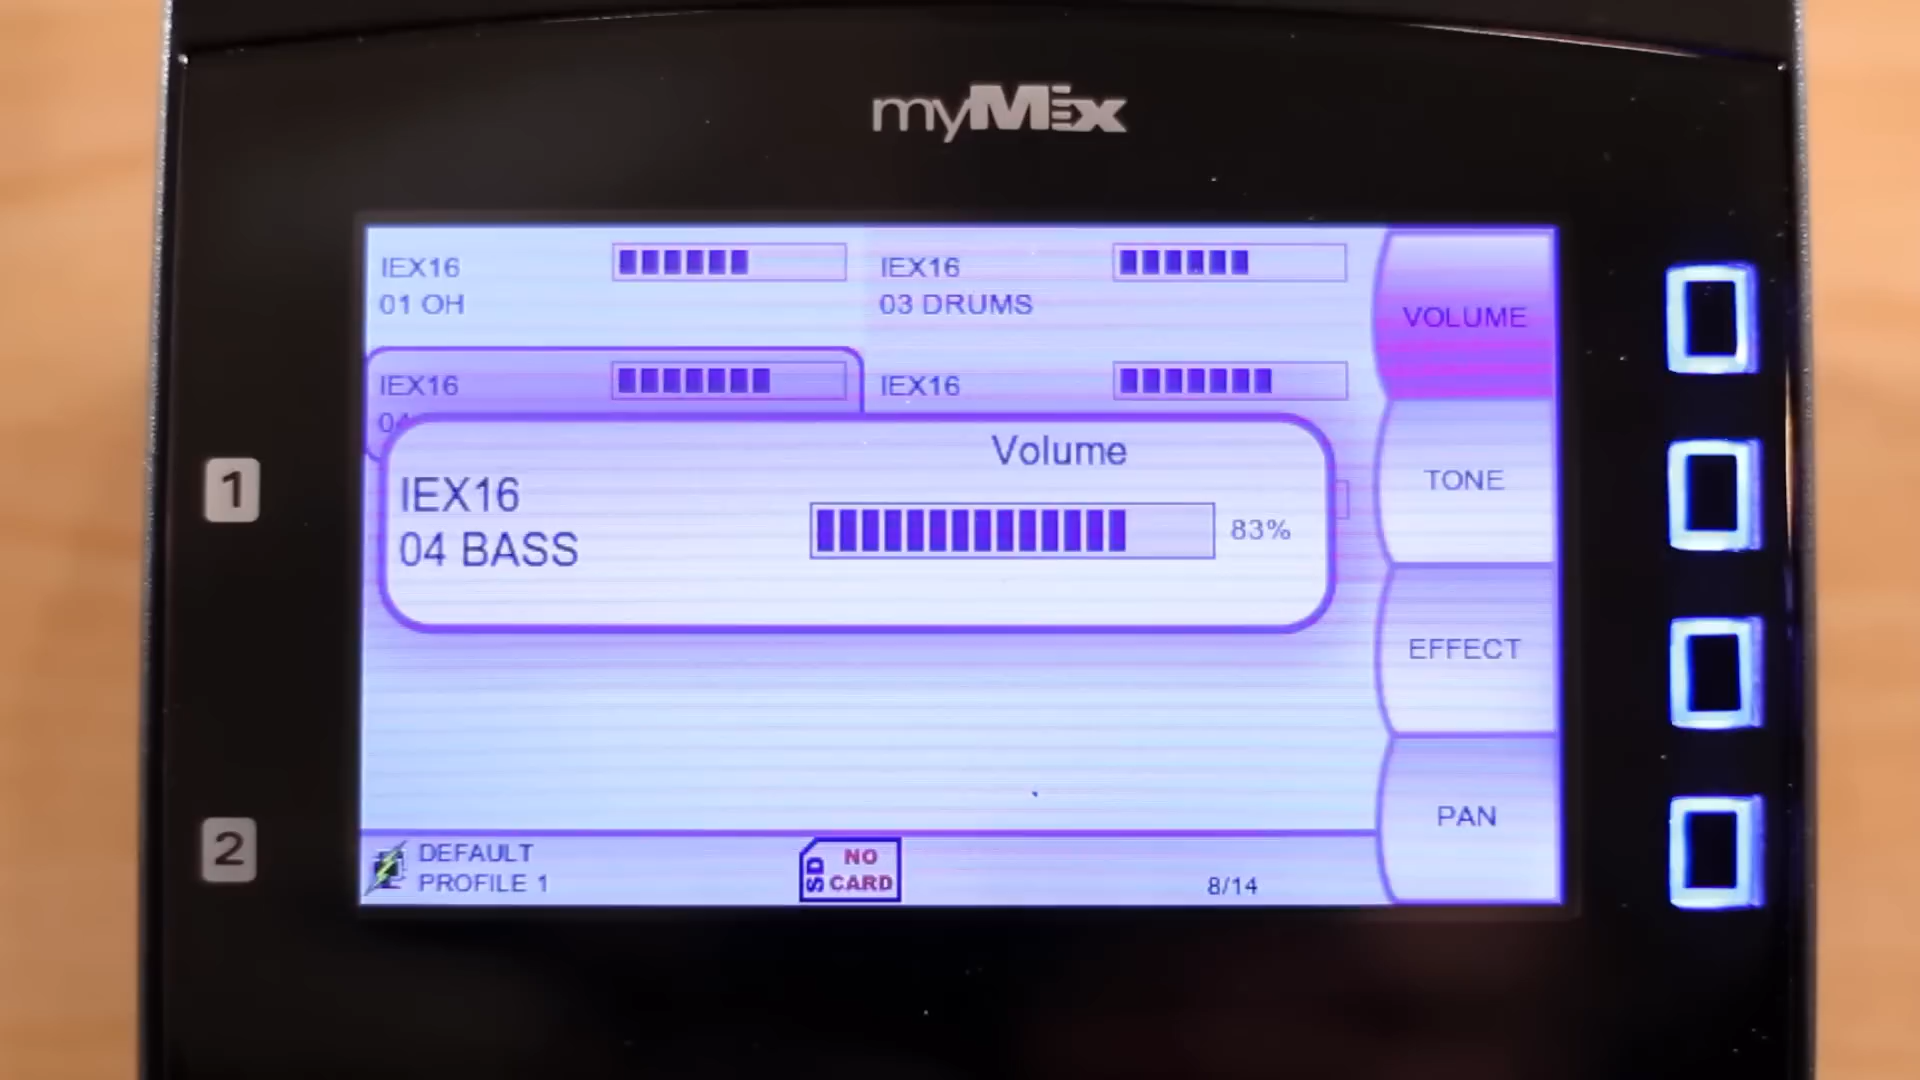 myMix
IEX16
01 OH
IEX16
03 DRUMS
VOLUME
IEX16
04
IEX16
Volume
IEX16
04 BASS
83%
TONE
EFFECT
PAN
1
2
DEFAULT
PROFILE 1
SD
NO
CARD
8/14